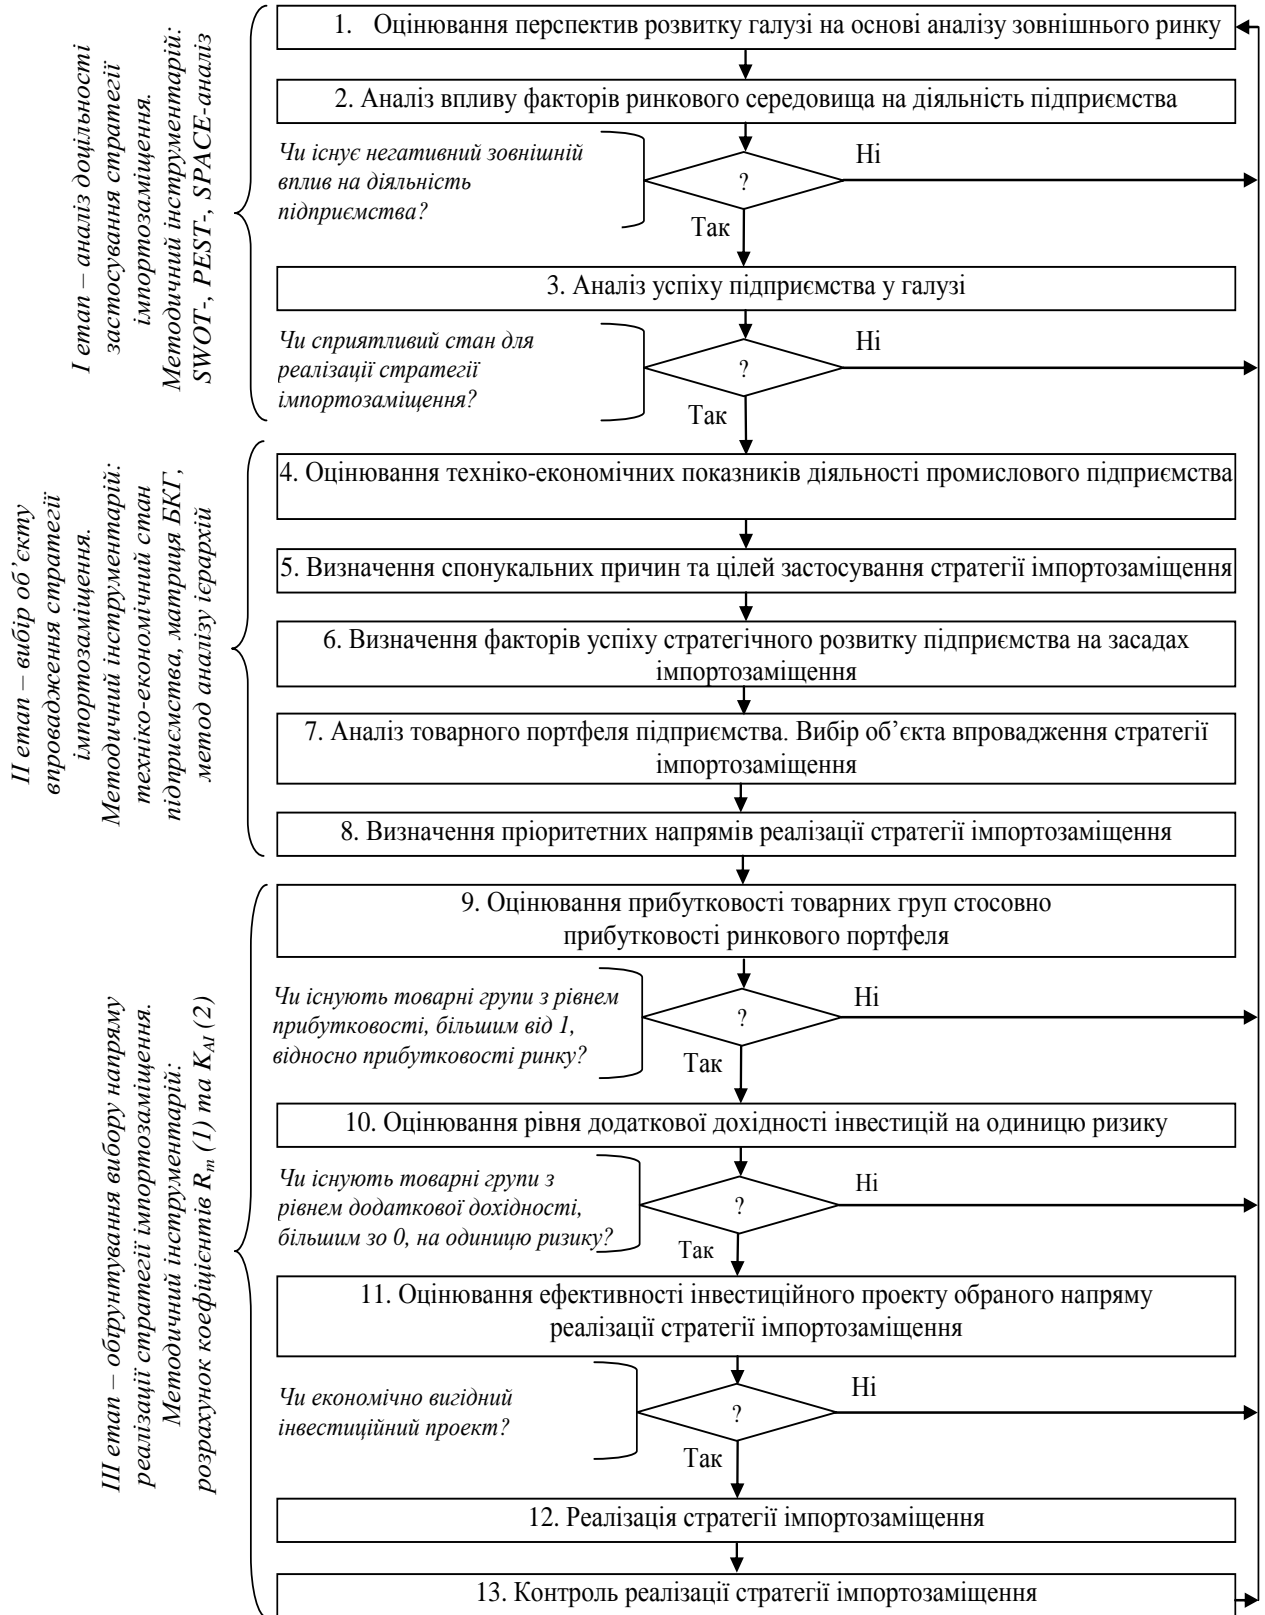 1. Оцінювання перспектив розвитку галузі на основі аналізу зовнішнього ринку
2. Аналіз впливу факторів ринкового середовища на діяльність підприємства
Чи існує негативний зовнішній
вплив на діяльність
підприємства?
?
Ні
Так
3. Аналіз успіху підприємства у галузі
Чи сприятливий стан для
реалізації стратегії
імпортозаміщення?
?
Ні
Так
І етап – аналіз доцільності
застосування стратегії
імпортозаміщення.
Методичний інструментарій:
SWOT-, PEST-, SPACE-аналіз
4. Оцінювання техніко-економічних показників діяльності промислового підприємства
5. Визначення спонукальних причин та цілей застосування стратегії імпортозаміщення
6. Визначення факторів успіху стратегічного розвитку підприємства на засадах
імпортозаміщення
7. Аналіз товарного портфеля підприємства. Вибір об’єкта впровадження стратегії
імпортозаміщення
8. Визначення пріоритетних напрямів реалізації стратегії імпортозаміщення
ІІ етап – вибір об’єкту
впровадження стратегії
імпортозаміщення.
Методичний інструментарій:
техніко-економічний стан
підприємства, матриця БКГ,
метод аналізу ієрархій
9. Оцінювання прибутковості товарних груп стосовно
прибутковості ринкового портфеля
Чи існують товарні групи з рівнем
прибутковості, більшим від 1,
відносно прибутковості ринку?
?
Ні
Так
10. Оцінювання рівня додаткової дохідності інвестицій на одиницю ризику
Чи існують товарні групи з
рівнем додаткової дохідності,
більшим зо 0, на одиницю ризику?
?
Ні
Так
11. Оцінювання ефективності інвестиційного проекту обраного напряму
реалізації стратегії імпортозаміщення
Чи економічно вигідний
інвестиційний проект?
?
Ні
Так
12. Реалізація стратегії імпортозаміщення
13. Контроль реалізації стратегії імпортозаміщення
ІІІ етап – обґрунтування вибору напряму
реалізації стратегії імпортозаміщення.
Методичний інструментарій:
розрахунок коефіцієнтів Rm (1) та KAI (2)